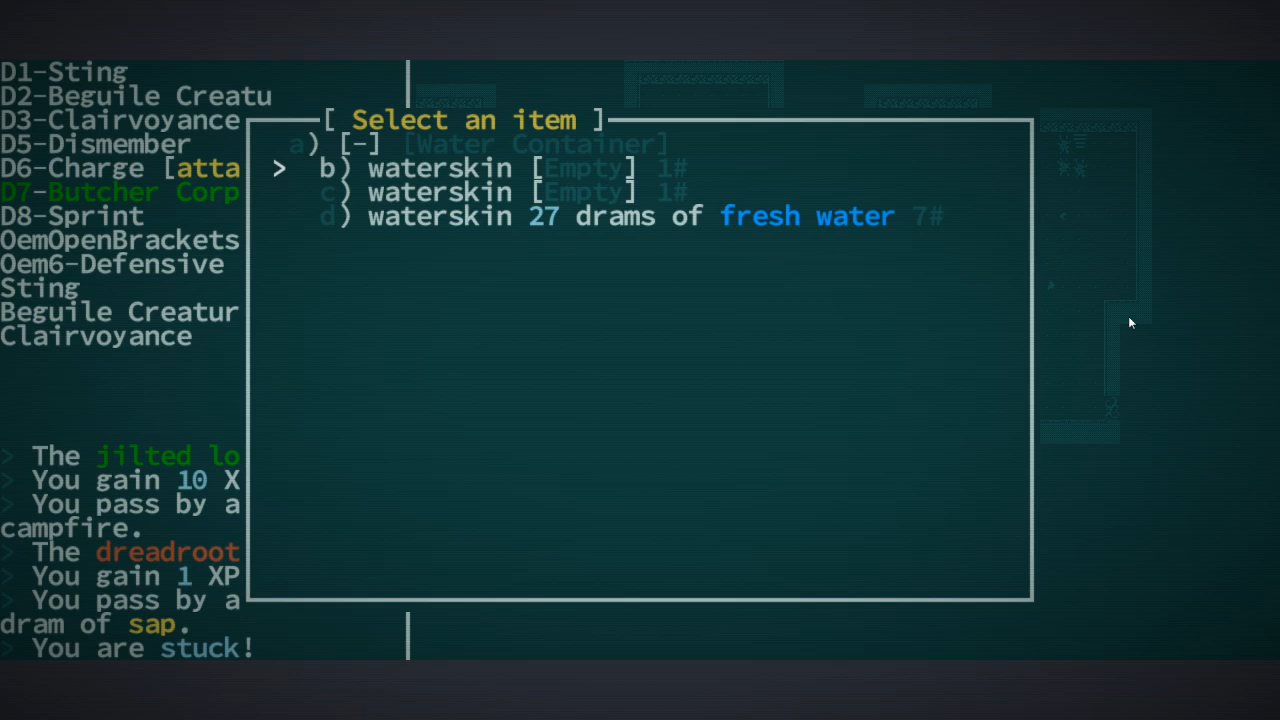 D1-Sting
D2-Beguile Creatu
D3-Clairvoyance
D5-Dismember
D6-Charge [atta
D7-Butcher Corp
D8-Sprint
OemOpenBrackets
Oem6-Defensive
Sting
Beguile Creatur
Clairvoyance
[ Select an item ]
a) [-] [Water Container]
> b) waterskin [Empty] 1#
c) waterskin [Empty] 1#
d) waterskin 27 drams of fresh water 7#
> The jilted lo
> You gain 10 X
> You pass by a
campfire.
> The dreadroot
> You gain 1 XP
> You pass by a
dram of sap.
> You are stuck!